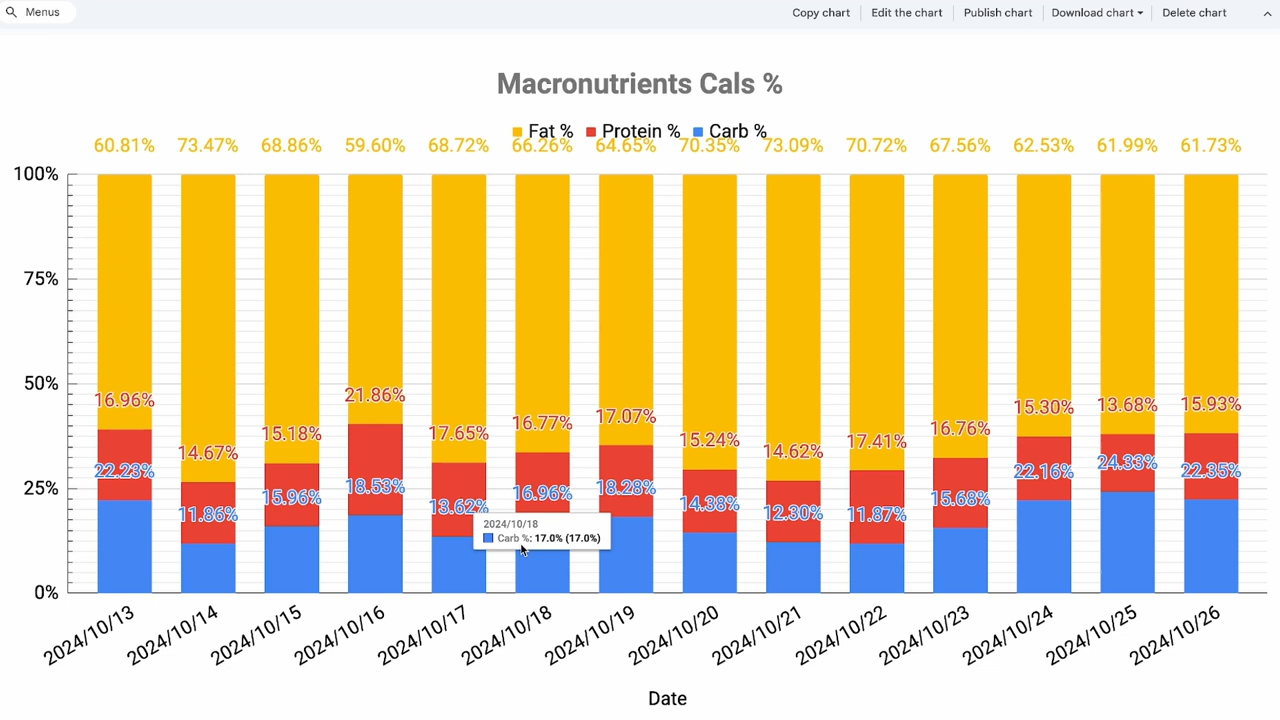 Menus
Copy chart
Edit the chart
Publish chart
Download chart
Delete chart
Macronutrients Cals %
Fat % Protein % Carb %
60.81% 73.47% 68.86% 59.60% 68.72% 66.26% 64.65% 70.35% 73.09% 70.72% 67.56% 62.53% 61.99% 61.73%
100%
75%
50%
25%
0%
16.96% 14.67% 15.18% 21.86% 17.65% 16.77% 17.07% 15.24% 14.62% 17.41% 16.76% 15.30% 13.68% 15.93%
22.23% 11.86% 15.96% 18.53% 13.62% 16.96% 18.28% 14.38% 12.30% 11.87% 15.68% 22.16% 24.33% 22.35%
2024/10/18
Carb %: 17.0% (17.0%)
2024/10/13 2024/10/14 2024/10/15 2024/10/16 2024/10/17 2024/10/18 2024/10/19 2024/10/20 2024/10/21 2024/10/22 2024/10/23 2024/10/24 2024/10/25 2024/10/26
Date